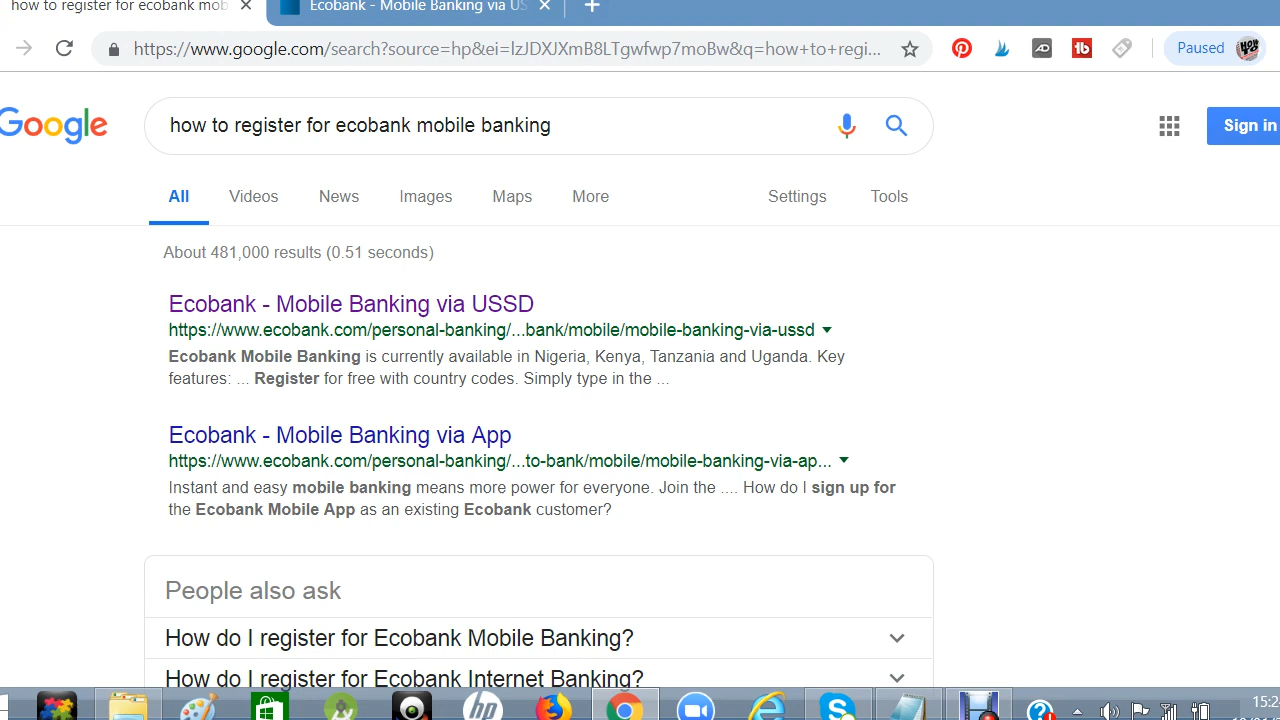 how to register for ecobank mob
Ecobank - Mobile Banking via US
https://www.google.com/search?source=hp&ei=lzJDXJXmB8LTgwfwp7moBw&q=how+to+regi...
Paused
Google
how to register for ecobank mobile banking
Sign in
All Videos News Images Maps More Settings Tools
About 481,000 results (0.51 seconds)
Ecobank - Mobile Banking via USSD
https://www.ecobank.com/personal-banking/...bank/mobile/mobile-banking-via-ussd
Ecobank Mobile Banking is currently available in Nigeria, Kenya, Tanzania and Uganda. Key
features: ... Register for free with country codes. Simply type in the ...
Ecobank - Mobile Banking via App
https://www.ecobank.com/personal-banking/...to-bank/mobile/mobile-banking-via-ap...
Instant and easy mobile banking means more power for everyone. Join the .... How do I sign up for
the Ecobank Mobile App as an existing Ecobank customer?
People also ask
How do I register for Ecobank Mobile Banking?
How do I register for Ecobank Internet Banking?
15:2